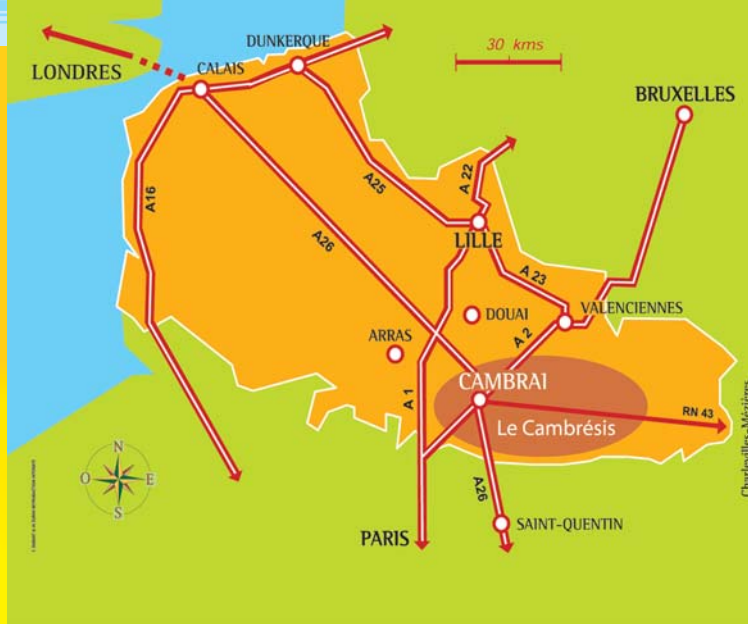 DUNKERQUE
30 kms
LONDRES
CALAIS
BRUXELLES
A16
A25
A 22
A26
LILLE
A 23
DOUAI
VALENCIENNES
A 2
ARRAS
A 1
CAMBRAI
RN 43
Le Cambrésis
Charleville-Mézières
N
O
E
S
A26
PARIS
SAINT-QUENTIN